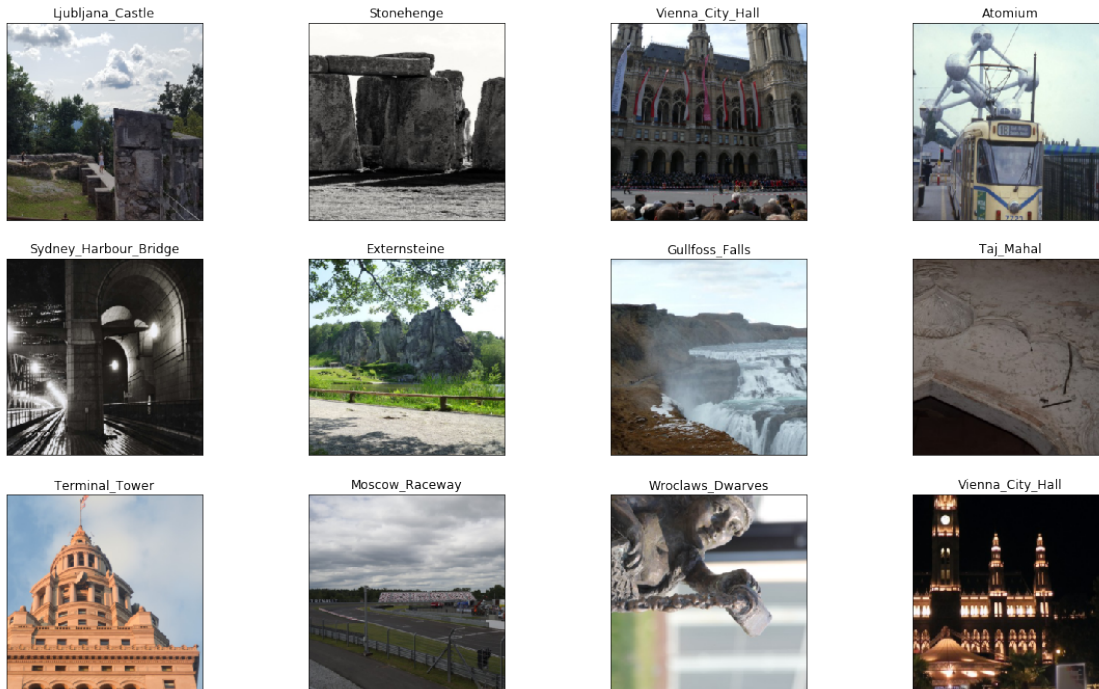 Ljubljana_Castle
Stonehenge
Vienna_City_Hall
Atomium
Sydney_Harbour_Bridge
Externsteine
Gullfoss_Falls
Taj_Mahal
Terminal_Tower
Moscow_Raceway
Wroclaws_Dwarves
Vienna_City_Hall